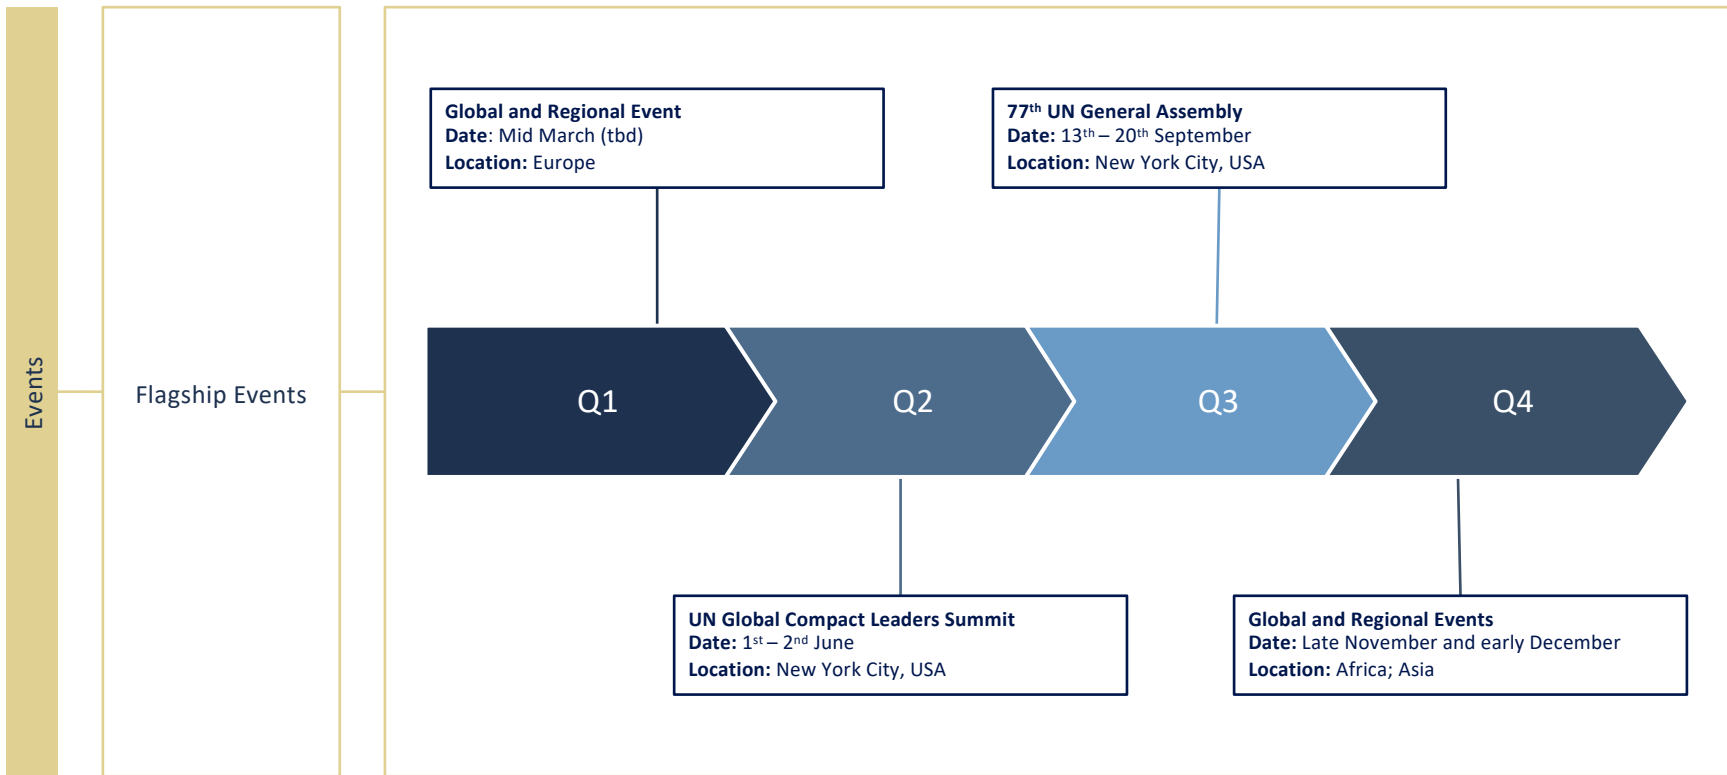 Events
Flagship Events
Global and Regional Event
Date: Mid March (tbd)
Location: Europe
77th UN General Assembly
Date: 13th – 20th September
Location: New York City, USA
Q1
Q2
Q3
Q4
UN Global Compact Leaders Summit
Date: 1st – 2nd June
Location: New York City, USA
Global and Regional Events
Date: Late November and early December
Location: Africa; Asia